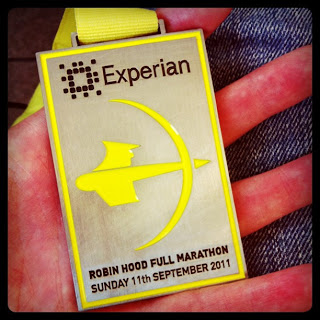 Experian
ROBIN HOOD FULL MARATHON
SUNDAY 11th SEPTEMBER 2011